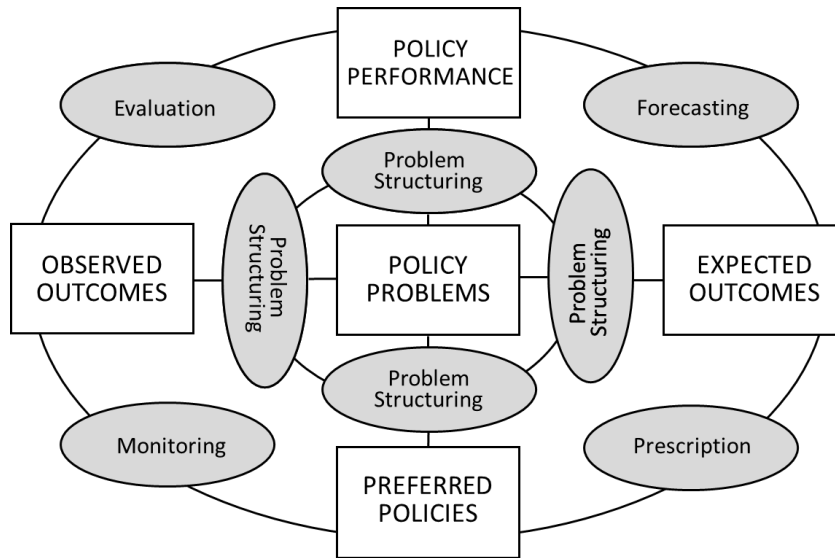 POLICY
PERFORMANCE
Evaluation
Forecasting
Problem
Structuring
OBSERVED
OUTCOMES
Problem
Structuring
POLICY
PROBLEMS
Problem
Structuring
EXPECTED
OUTCOMES
Problem
Structuring
Monitoring
Prescription
PREFERRED
POLICIES